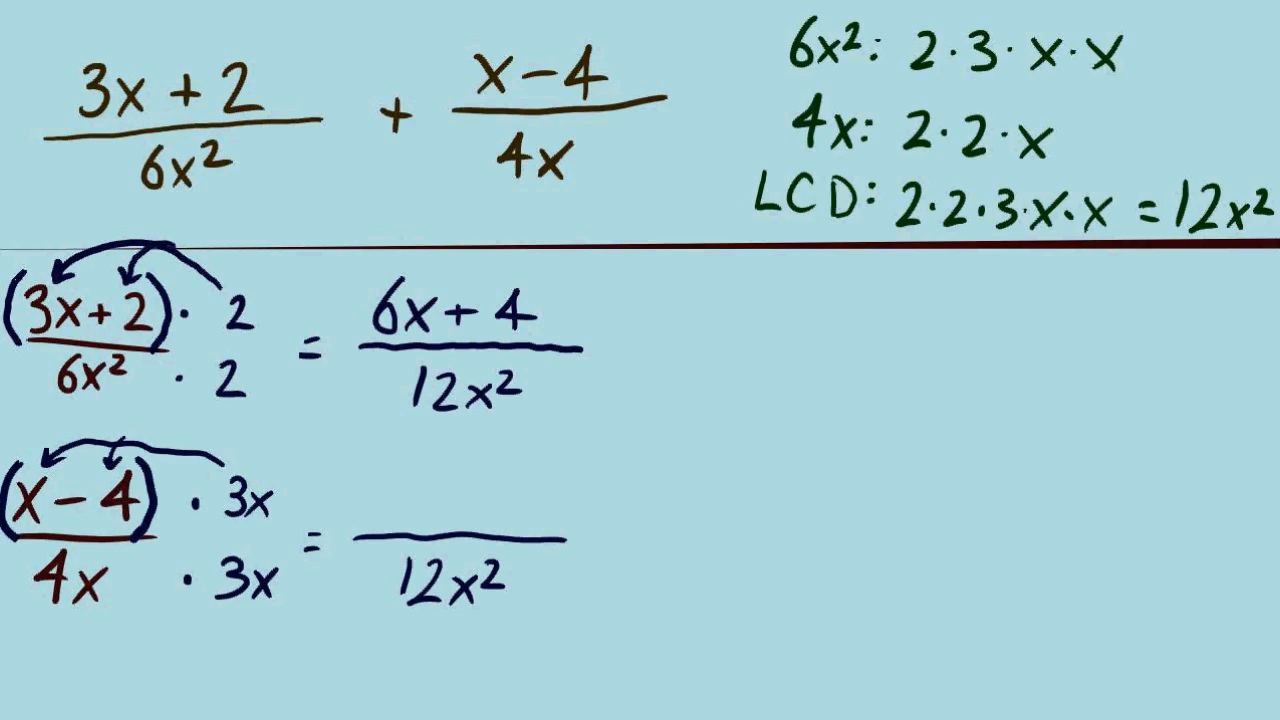 3x + 2 / 6x² + x - 4 / 4x
6x²: 2 · 3 · x · x
4x: 2 · 2 · x
LCD: 2 · 2 · 3 · x · x = 12x²
(3x + 2) · 2 / 6x² · 2 = 6x + 4 / 12x²
(x - 4) · 3x / 4x · 3x = / 12x²